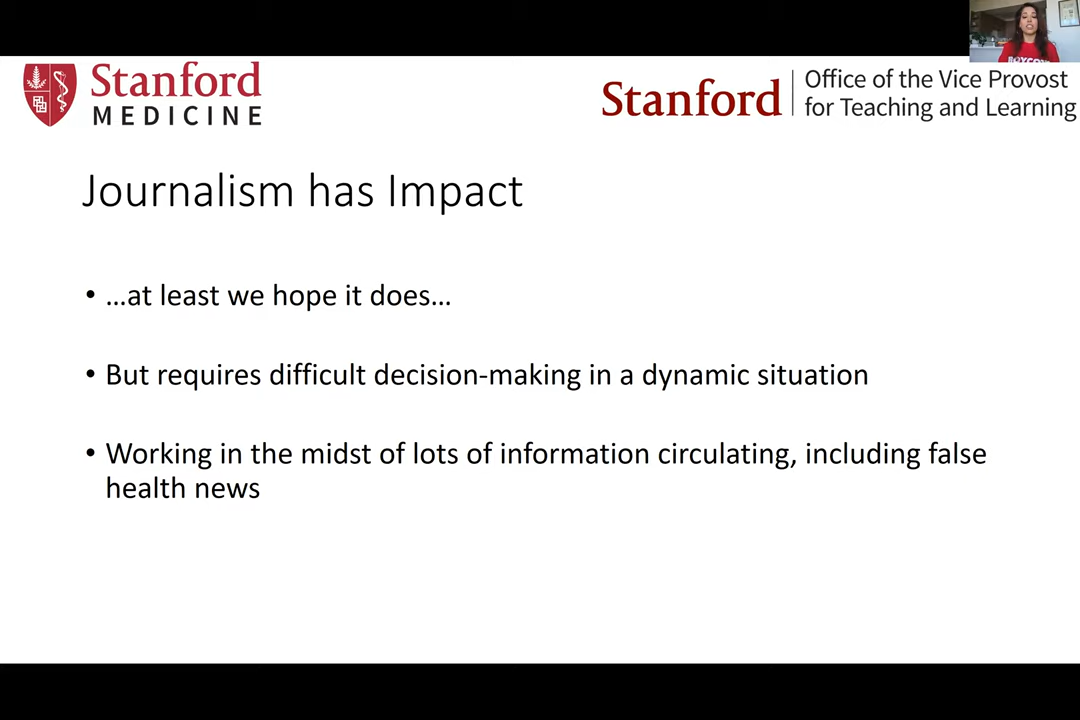 Stanford
MEDICINE
Stanford
Office of the Vice Provost
for Teaching and Learning
Journalism has Impact
• …at least we hope it does…
• But requires difficult decision-making in a dynamic situation
• Working in the midst of lots of information circulating, including false
health news